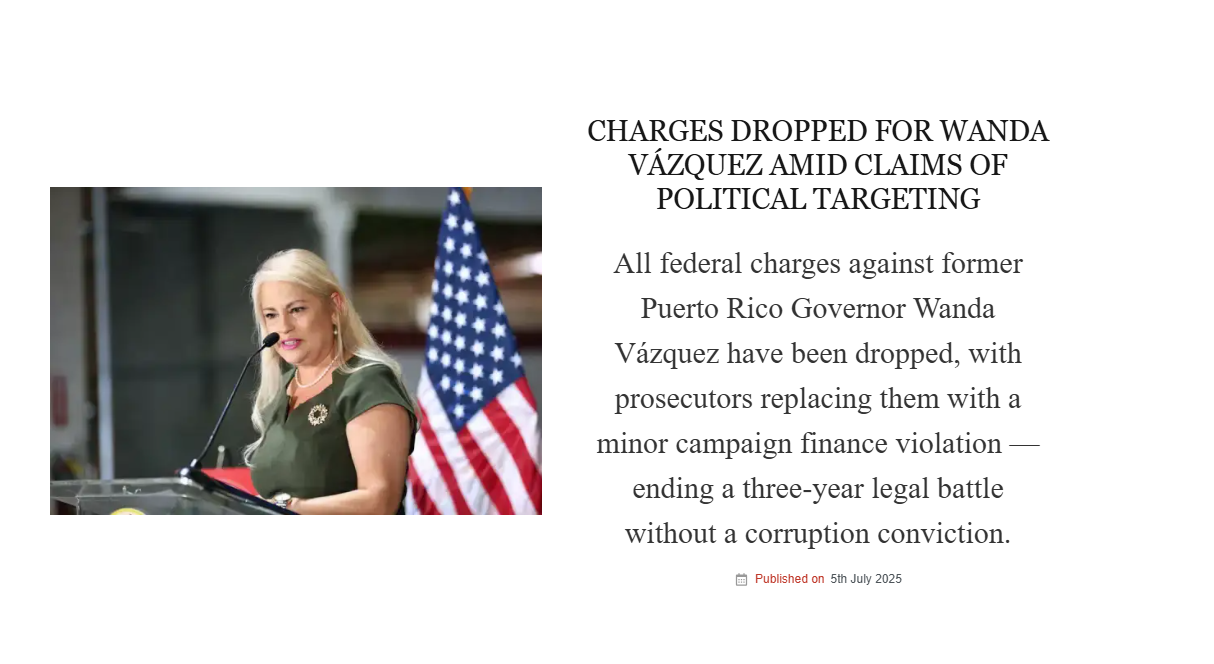 CHARGES DROPPED FOR WANDA
VÁZQUEZ AMID CLAIMS OF
POLITICAL TARGETING
All federal charges against former
Puerto Rico Governor Wanda
Vázquez have been dropped, with
prosecutors replacing them with a
minor campaign finance violation —
ending a three-year legal battle
without a corruption conviction.
Published on 5th July 2025